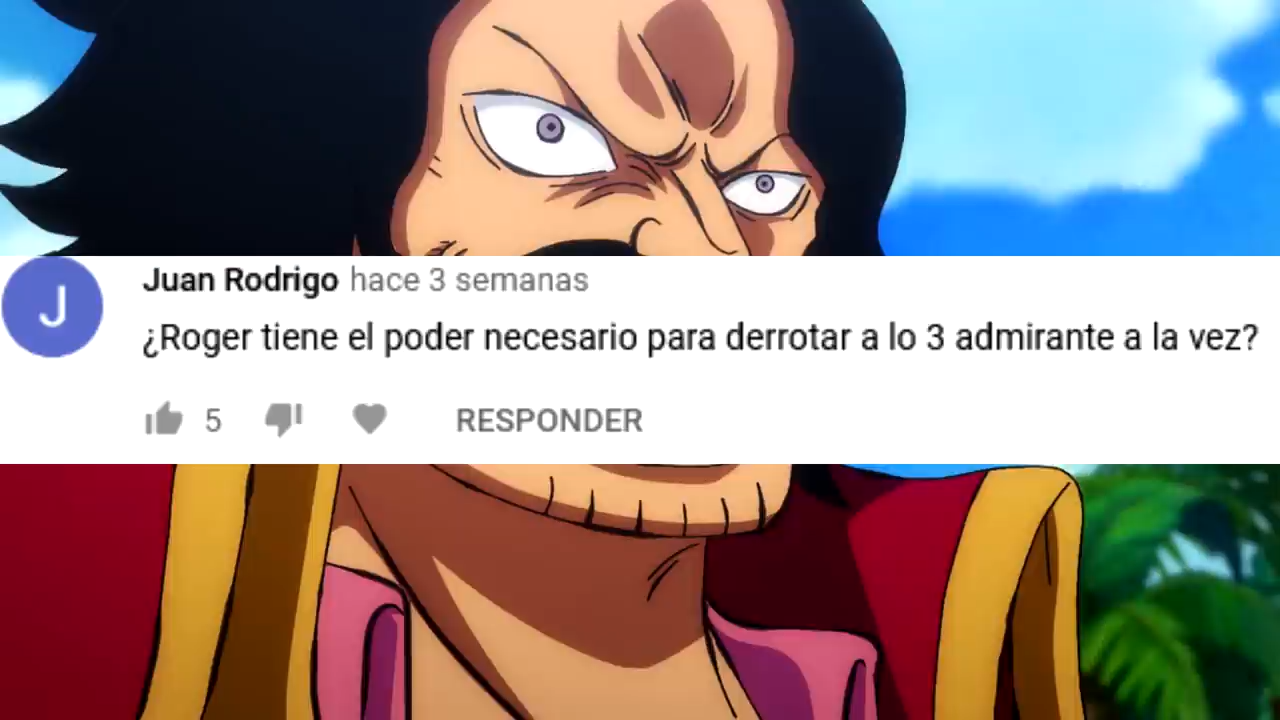 J
Juan Rodrigo hace 3 semanas
¿Roger tiene el poder necesario para derrotar a lo 3 admirante a la vez?
5 RESPONDER